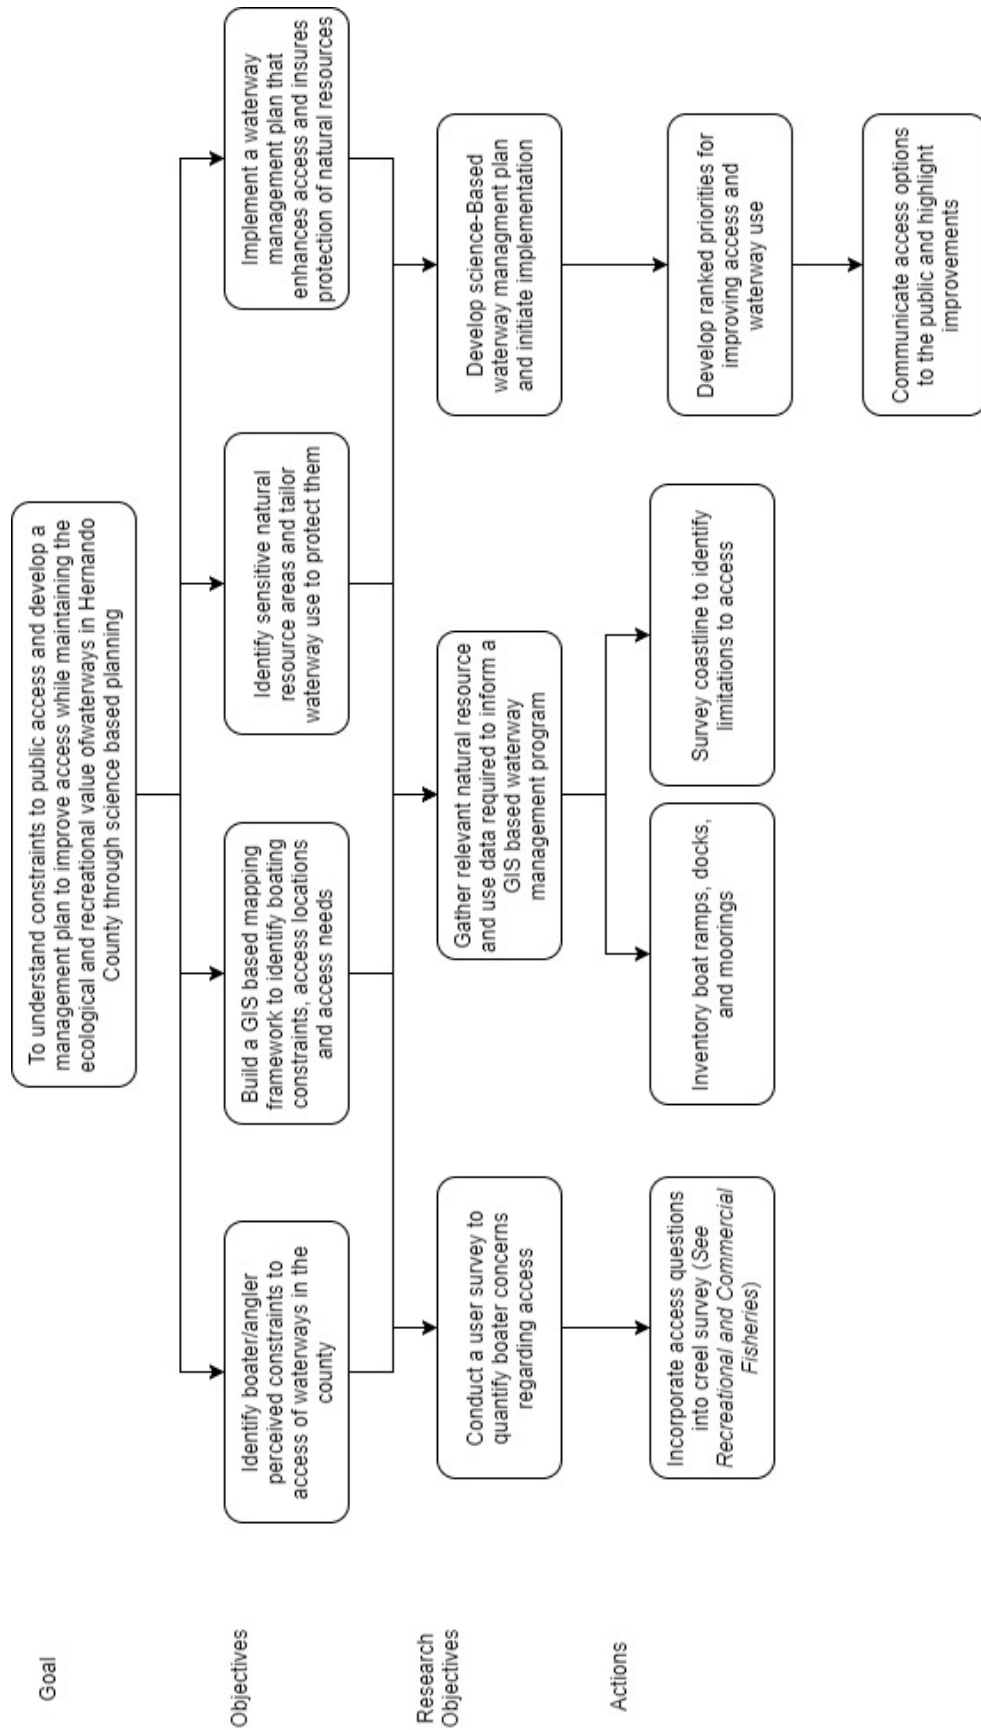 Goal
To understand constraints to public access and develop a
management plan to improve access while maintaining the
ecological and recreational value ofwaterways in Hernando
County through science based planning
Objectives
Identify boater/angler
perceived constraints to
access of waterways in the
county
Build a GIS based mapping
framework to identify boating
constraints, access locations
and access needs
Identify sensitive natural
resource areas and tailor
waterway use to protect them
Implement a waterway
management plan that
enhances access and insures
protection of natural resources
Research
Objectives
Conduct a user survey to
quantify boater concerns
regarding access
Gather relevant natural resource
and use data required to inform a
GIS based waterway
management program
Develop science-Based
waterway managment plan
and initiate implementation
Actions
Incorporate access questions
into creel survey (See
Recreational and Commercial
Fisheries)
Inventory boat ramps, docks,
and moorings
Survey coastline to identify
limitations to access
Develop ranked priorities for
improving access and
waterway use
Communicate access options
to the public and highlight
improvements